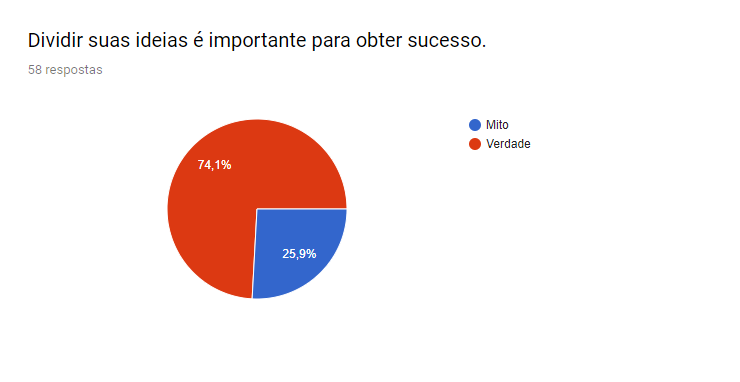 Dividir suas ideias é importante para obter sucesso.
58 respostas
Mito
Verdade
74,1%
25,9%